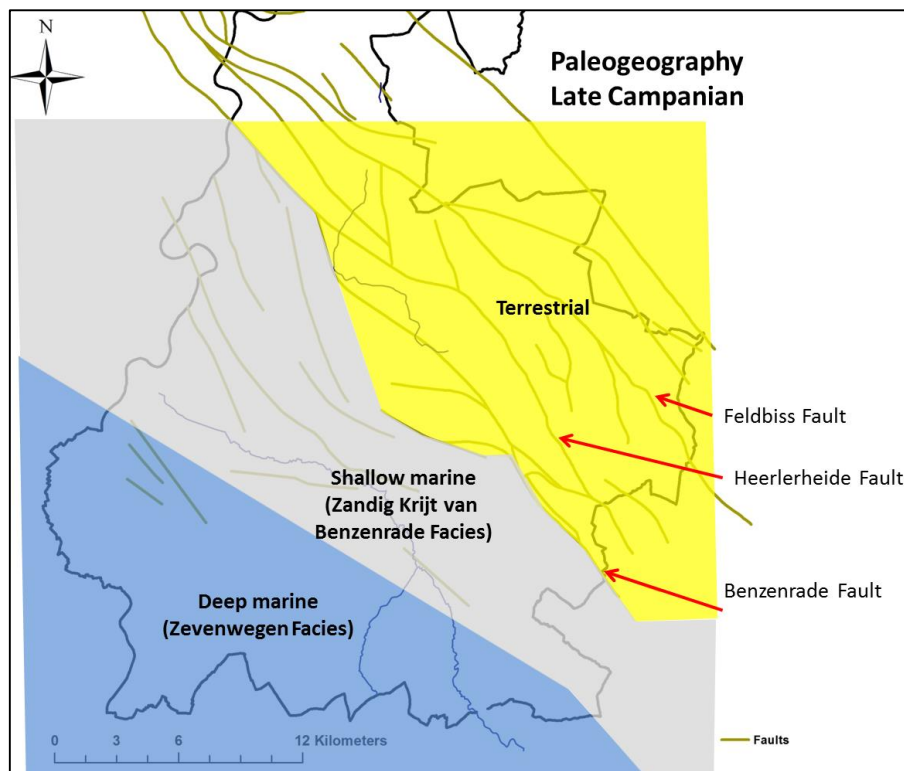 N
Paleogeography
Late Campanian
Terrestrial
Feldbiss Fault
Heerlerheide Fault
Shallow marine
(Zandig Krijt van
Benzenrade Facies)
Benzenrade Fault
Deep marine
(Zevenwegen Facies)
0 3 6 12 Kilometers
Faults